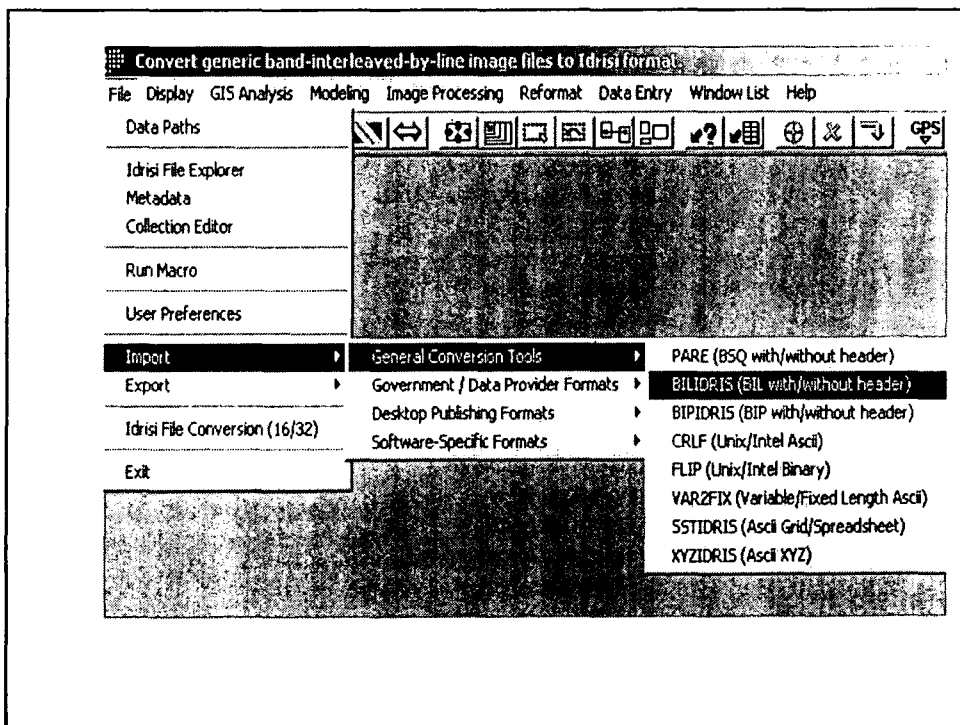 Convert generic band-interleaved-by-line image files to Idrisi format.
File Display GIS Analysis Modeling Image Processing Reformat Data Entry Window List Help
GPS
Data Paths
Idrisi File Explorer
Metadata
Collection Editor
Run Macro
User Preferences
Import
Export
Idrisi File Conversion (16/32)
Exit
General Conversion Tools
Government / Data Provider Formats
Desktop Publishing Formats
Software-Specific Formats
PARE (BSQ with/without header)
BILIDRIS (BIL with/without header)
BIPIDRIS (BIP with/without header)
CRLF (Unix/Intel Ascii)
FLIP (Unix/Intel Binary)
VAR2FIX (Variable/Fixed Length Ascii)
SSTIDRIS (Ascii Grid/Spreadsheet)
XYZIDRIS (Ascii XYZ)